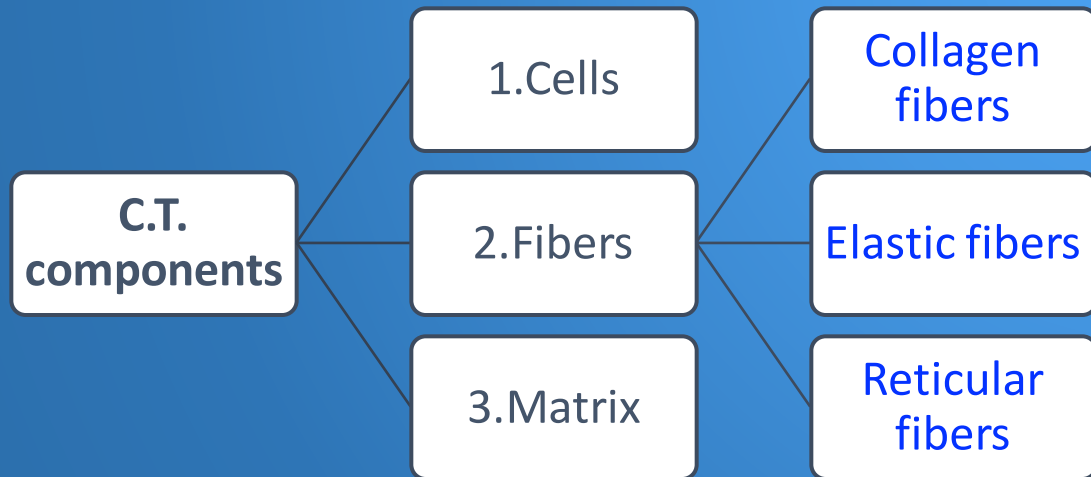 C.T.
components
1.Cells
2.Fibers
3.Matrix
Collagen
fibers
Elastic fibers
Reticular
fibers